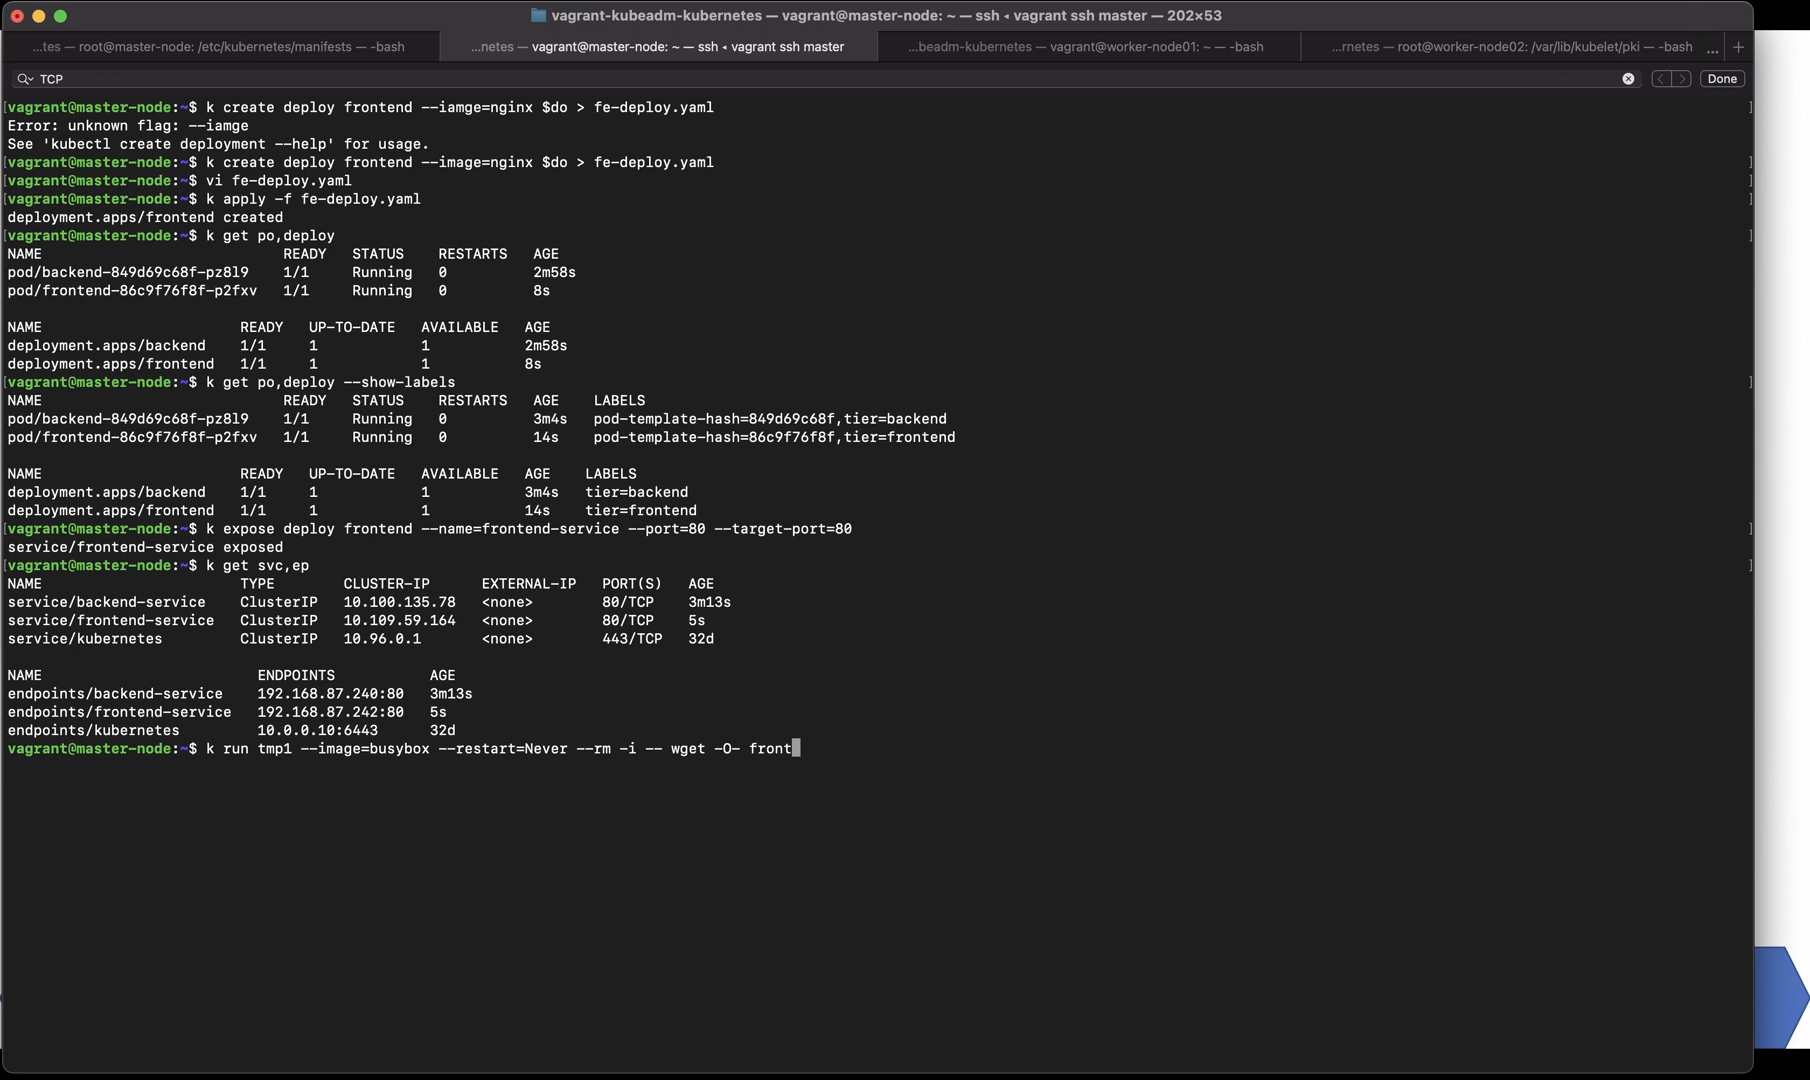 vagrant-kubeadm-kubernetes — vagrant@master-node: ~ — ssh ◂ vagrant ssh master — 202×53
...tes — root@master-node: /etc/kubernetes/manifests — -bash
...netes — vagrant@master-node: ~ — ssh ◂ vagrant ssh master
...beadm-kubernetes — vagrant@worker-node01: ~ — -bash
...rnetes — root@worker-node02: /var/lib/kubelet/pki — -bash
... +
TCP
Done
[vagrant@master-node:~$ k create deploy frontend --iamge=nginx $do > fe-deploy.yaml ]
Error: unknown flag: --iamge
See 'kubectl create deployment --help' for usage.
[vagrant@master-node:~$ k create deploy frontend --image=nginx $do > fe-deploy.yaml ]
[vagrant@master-node:~$ vi fe-deploy.yaml ]
[vagrant@master-node:~$ k apply -f fe-deploy.yaml ]
deployment.apps/frontend created
[vagrant@master-node:~$ k get po,deploy ]
NAME READY STATUS RESTARTS AGE
pod/backend-849d69c68f-pz8l9 1/1 Running 0 2m58s
pod/frontend-86c9f76f8f-p2fxv 1/1 Running 0 8s
NAME READY UP-TO-DATE AVAILABLE AGE
deployment.apps/backend 1/1 1 1 2m58s
deployment.apps/frontend 1/1 1 1 8s
[vagrant@master-node:~$ k get po,deploy --show-labels ]
NAME READY STATUS RESTARTS AGE LABELS
pod/backend-849d69c68f-pz8l9 1/1 Running 0 3m4s pod-template-hash=849d69c68f,tier=backend
pod/frontend-86c9f76f8f-p2fxv 1/1 Running 0 14s pod-template-hash=86c9f76f8f,tier=frontend
NAME READY UP-TO-DATE AVAILABLE AGE LABELS
deployment.apps/backend 1/1 1 1 3m4s tier=backend
deployment.apps/frontend 1/1 1 1 14s tier=frontend
[vagrant@master-node:~$ k expose deploy frontend --name=frontend-service --port=80 --target-port=80 ]
service/frontend-service exposed
[vagrant@master-node:~$ k get svc,ep ]
NAME TYPE CLUSTER-IP EXTERNAL-IP PORT(S) AGE
service/backend-service ClusterIP 10.100.135.78 <none> 80/TCP 3m13s
service/frontend-service ClusterIP 10.109.59.164 <none> 80/TCP 5s
service/kubernetes ClusterIP 10.96.0.1 <none> 443/TCP 32d
NAME ENDPOINTS AGE
endpoints/backend-service 192.168.87.240:80 3m13s
endpoints/frontend-service 192.168.87.242:80 5s
endpoints/kubernetes 10.0.0.10:6443 32d
vagrant@master-node:~$ k run tmp1 --image=busybox --restart=Never --rm -i -- wget -O- front